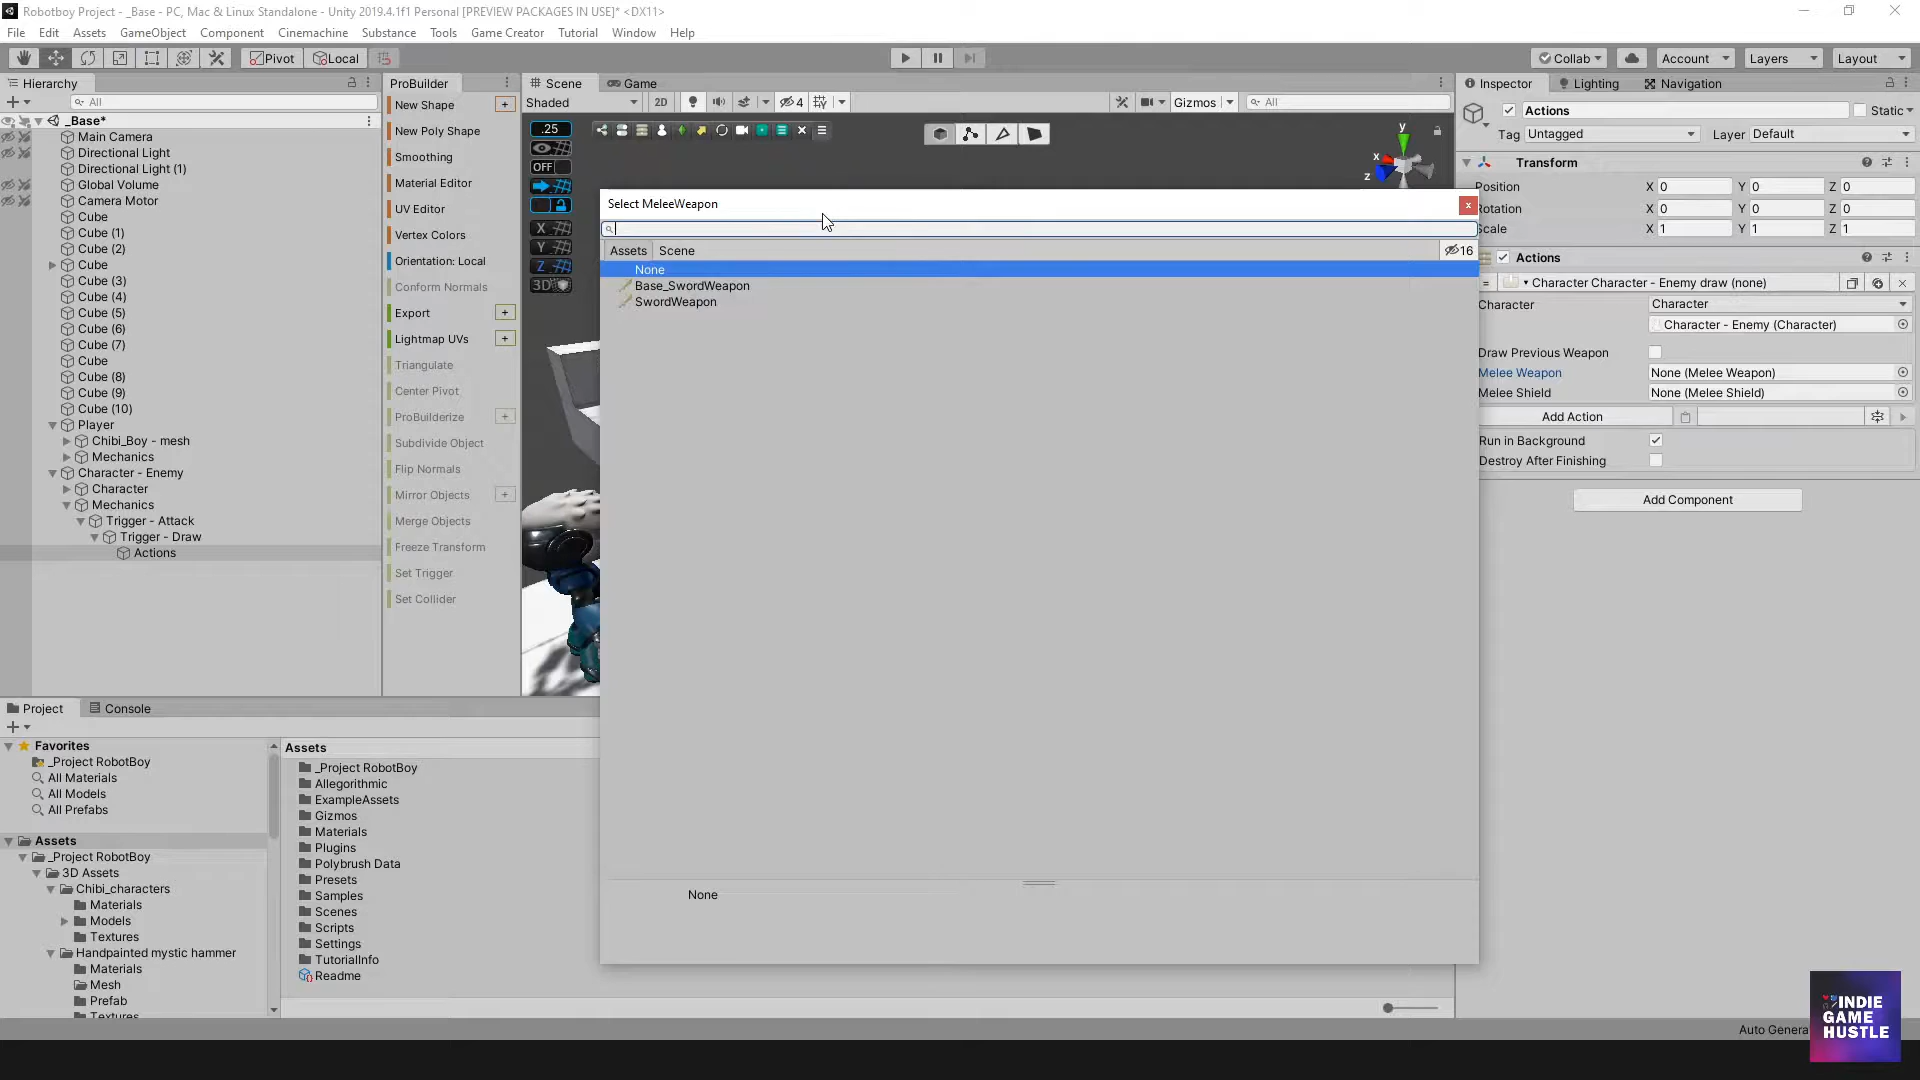 Robotboy Project - _Base - PC, Mac & Linux Standalone - Unity 2019.4.1f1 Personal [PREVIEW PACKAGES IN USE]* <DX11>
File Edit Assets GameObject Component Cinemachine Substance Tools Game Creator Tutorial Window Help
Pivot Local Collab Account Layers Layout
Hierarchy
All
_Base*
Main Camera
Directional Light
Directional Light (1)
Global Volume
Camera Motor
Cube
Cube (1)
Cube (2)
Cube
Cube (3)
Cube (4)
Cube (5)
Cube (6)
Cube (7)
Cube
Cube (8)
Cube (9)
Cube (10)
Player
Chibi_Boy - mesh
Mechanics
Character - Enemy
Character
Mechanics
Trigger - Attack
Trigger - Draw
Actions
ProBuilder
New Shape +
New Poly Shape
Smoothing
Material Editor
UV Editor
Vertex Colors
Orientation: Local
Conform Normals
Export +
Lightmap UVs +
Triangulate
Center Pivot
ProBuilderize +
Subdivide Object
Flip Normals
Mirror Objects +
Merge Objects
Freeze Transform
Set Trigger
Set Collider
Scene Game
Shaded 2D 4 Gizmos All
.25
OFF
X
Y
Z
3D
y
x
z
Select MeleeWeapon x
Assets Scene 16
None
Base_SwordWeapon
SwordWeapon
None
Inspector Lighting Navigation
Actions Static
Tag Untagged Layer Default
Transform
Position X 0 Y 0 Z 0
Rotation X 0 Y 0 Z 0
Scale X 1 Y 1 Z 1
Actions
Character Character - Enemy draw (none)
Character Character
Character - Enemy (Character)
Draw Previous Weapon
Melee Weapon None (Melee Weapon)
Melee Shield None (Melee Shield)
Add Action
Run in Background
Destroy After Finishing
Add Component
Project Console
Favorites
_Project RobotBoy
All Materials
All Models
All Prefabs
Assets
_Project RobotBoy
3D Assets
Chibi_characters
Materials
Models
Textures
Handpainted mystic hammer
Materials
Mesh
Prefab
Textures
Assets
_Project RobotBoy
Allegorithmic
ExampleAssets
Gizmos
Materials
Plugins
Polybrush Data
Presets
Samples
Scenes
Scripts
Settings
TutorialInfo
Readme
Auto Genera
INDIE
GAME
HUSTLE